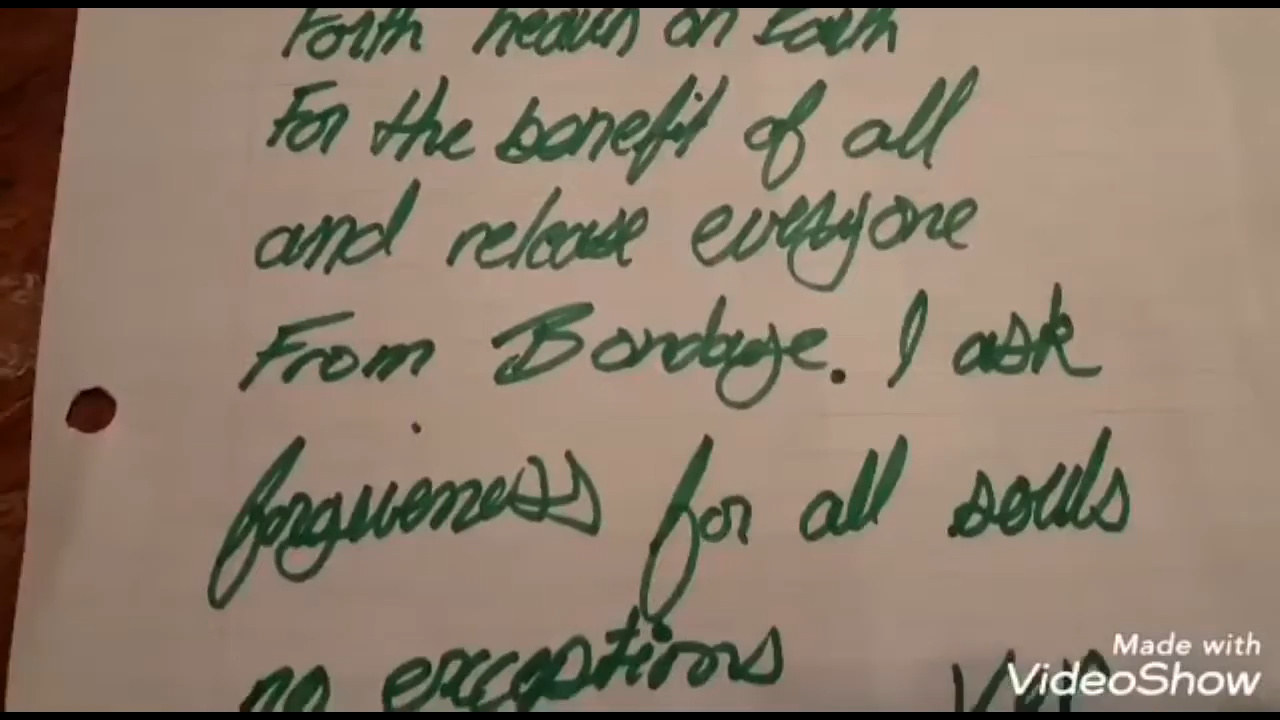 Forth heaven on Earth
For the benefit of all
and release everyone
From Bondage. I ask
forgiveness for all souls
no exceptions
Made with
VideoShow